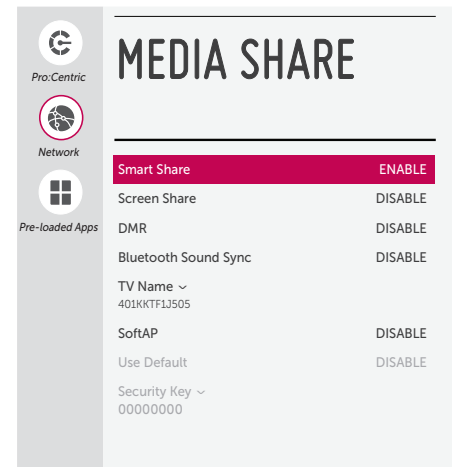 Pro:Centric
Network
Pre-loaded Apps
MEDIA SHARE
Smart Share ENABLE
Screen Share DISABLE
DMR DISABLE
Bluetooth Sound Sync DISABLE
TV Name
401KKTF1J505
SoftAP DISABLE
Use Default DISABLE
Security Key
00000000